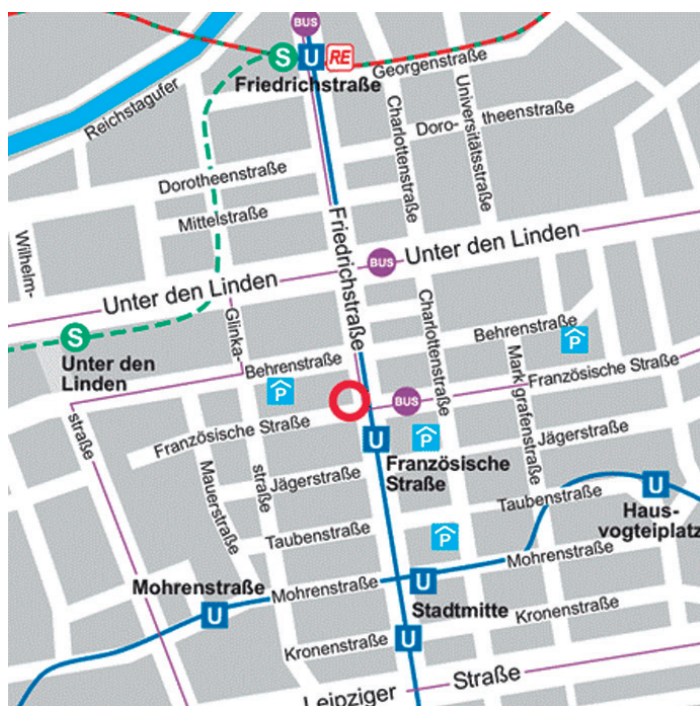 BUS
S
U
RE
Friedrichstraße
Georgenstraße
Reichstagufer
Charlottenstraße
Universitätsstraße
Doro-
theenstraße
Dorotheenstraße
Mittelstraße
Friedrichstraße
Wilhelm-
Unter den Linden
BUS
Unter den Linden
S
Unter den
Linden
Glinka-
Charlottenstraße
Behrenstraße
P
Behrenstraße
Markgrafenstraße
P
Französische Straße
BUS
straße
Französische Straße
U
P
Französische
Straße
Jägerstraße
Mauerstraße
straße
Jägerstraße
Taubenstraße
U
Haus-
vogteiplatz
Taubenstraße
P
Mohrenstraße
Mohrenstraße
U
Mohrenstraße
U
Stadtmitte
Kronenstraße
Kronenstraße
U
Leipziger
Straße